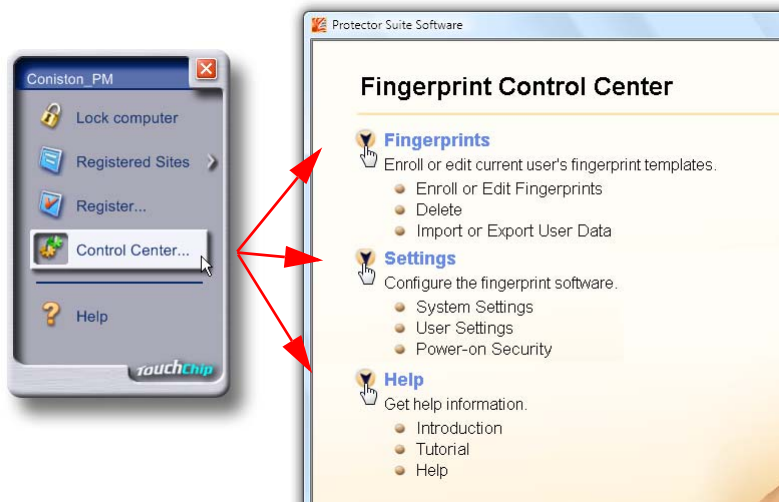 Coniston_PM
Lock computer
Registered Sites
Register...
Control Center...
Help
TouchChip
Protector Suite Software
Fingerprint Control Center
Fingerprints
Enroll or edit current user's fingerprint templates.
Enroll or Edit Fingerprints
Delete
Import or Export User Data
Settings
Configure the fingerprint software.
System Settings
User Settings
Power-on Security
Help
Get help information.
Introduction
Tutorial
Help